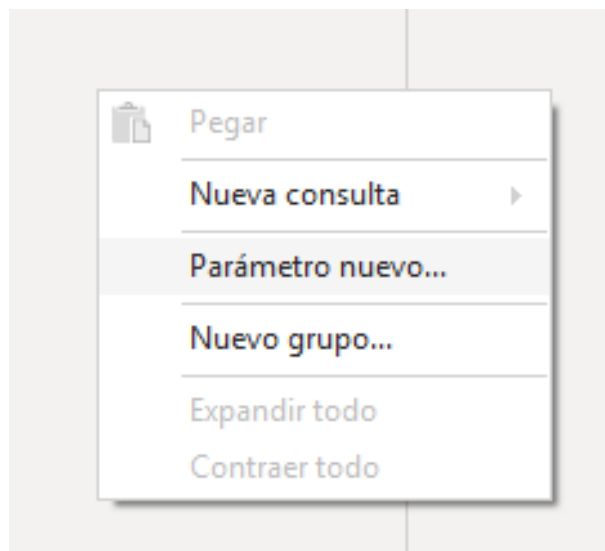 Pegar
Nueva consulta
Parámetro nuevo...
Nuevo grupo...
Expandir todo
Contraer todo